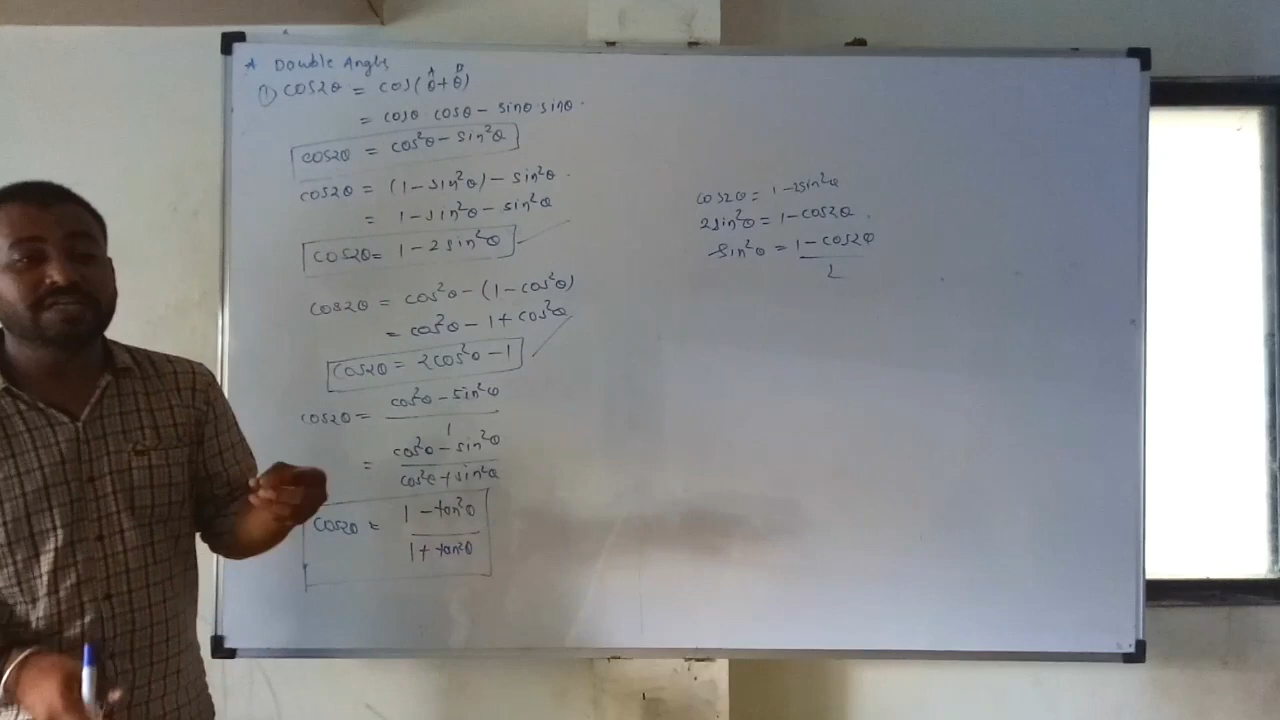 * Double Angles
① cos2θ = cos(θ+θ)
A B
= cosθ cosθ - sinθ·sinθ.
cos2θ = cos²θ - sin²θ
cos2θ = (1 - sin²θ) - sin²θ.
= 1 - sin²θ - sin²θ
cos2θ = 1 - 2sin²θ
cos2θ = cos²θ - (1 - cos²θ)
= cos²θ - 1 + cos²θ
cos2θ = 2cos²θ - 1
cos2θ = cos²θ - sin²θ
1
= cos²θ - sin²θ
cos²θ + sin²θ
cos2θ = 1 - tan²θ
1 + tan²θ
cos2θ = 1 - 2sin²θ
2sin²θ = 1 - cos2θ.
sin²θ = 1 - cos2θ
2